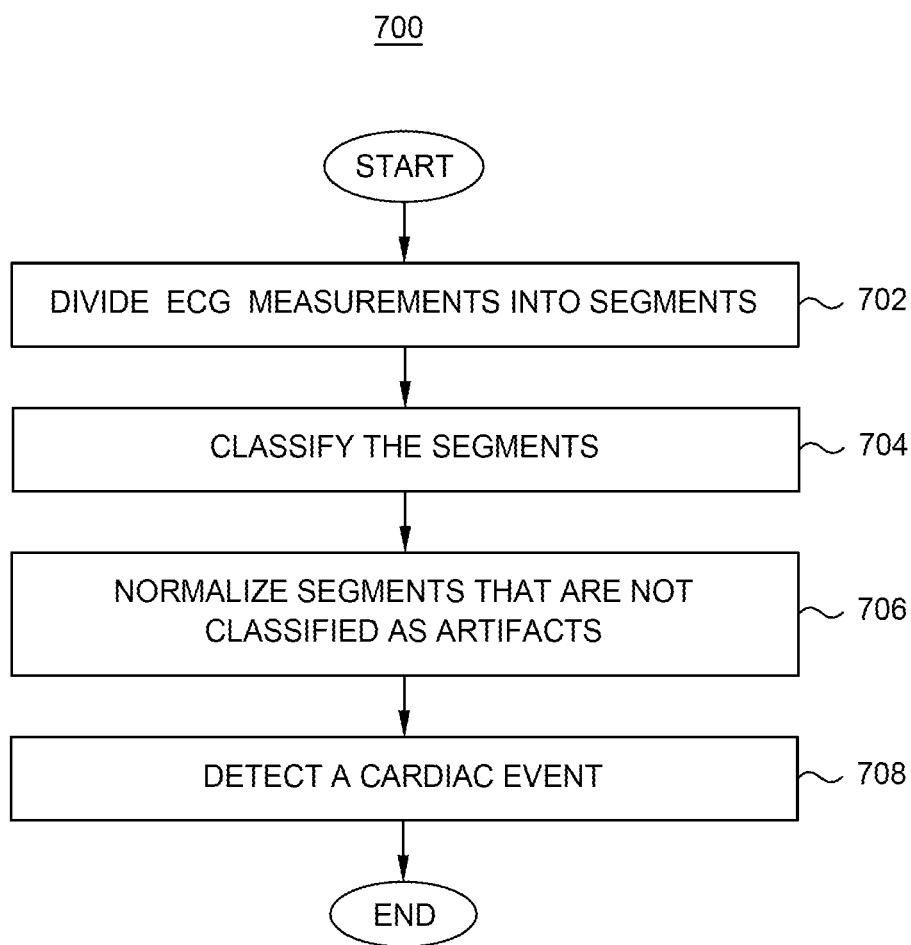 700
START
DIVIDE ECG MEASUREMENTS INTO SEGMENTS
702
CLASSIFY THE SEGMENTS
704
NORMALIZE SEGMENTS THAT ARE NOT
CLASSIFIED AS ARTIFACTS
706
DETECT A CARDIAC EVENT
708
END